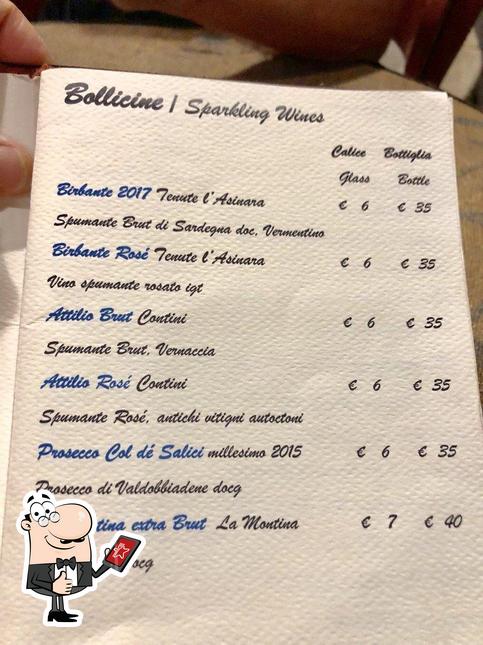 Bollicine | Sparkling Wines
Calice Bottiglia
Glass Bottle
Birbante 2017 Tenute l'Asinara € 6 € 35
Spumante Brut di Sardegna doc, Vermentino
Birbante Rosé Tenute l'Asinara € 6 € 35
Vino spumante rosato igt
Attilio Brut Contini € 6 € 35
Spumante Brut, Vernaccia
Attilio Rosé Contini € 6 € 35
Spumante Rosé, antichi vitigni autoctoni
Prosecco Col dé Salici millesimo 2015 € 6 € 35
Prosecco di Valdobbiadene docg
extra Brut La Montina € 7 € 40
docg